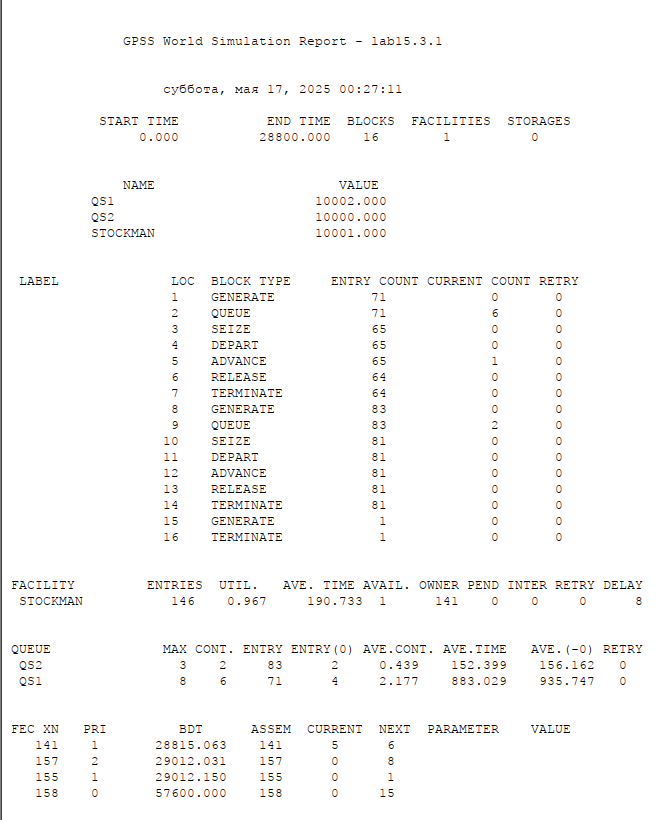 GPSS World Simulation Report - lab15.3.1
суббота, мая 17, 2025 00:27:11
START TIME END TIME BLOCKS FACILITIES STORAGES
0.000 28800.000 16 1 0
NAME VALUE
QS1 10002.000
QS2 10000.000
STOCKMAN 10001.000
LABEL LOC BLOCK TYPE ENTRY COUNT CURRENT COUNT RETRY
1 GENERATE 71 0 0
2 QUEUE 71 6 0
3 SEIZE 65 0 0
4 DEPART 65 0 0
5 ADVANCE 65 1 0
6 RELEASE 64 0 0
7 TERMINATE 64 0 0
8 GENERATE 83 0 0
9 QUEUE 83 2 0
10 SEIZE 81 0 0
11 DEPART 81 0 0
12 ADVANCE 81 0 0
13 RELEASE 81 0 0
14 TERMINATE 81 0 0
15 GENERATE 1 0 0
16 TERMINATE 1 0 0
FACILITY ENTRIES UTIL. AVE. TIME AVAIL. OWNER PEND INTER RETRY DELAY
STOCKMAN 146 0.967 190.733 1 141 0 0 0 8
QUEUE MAX CONT. ENTRY ENTRY(0) AVE.CONT. AVE.TIME AVE.(-0) RETRY
QS2 3 2 83 2 0.439 152.399 156.162 0
QS1 8 6 71 4 2.177 883.029 935.747 0
FEC XN PRI BDT ASSEM CURRENT NEXT PARAMETER VALUE
141 1 28815.063 141 5 6
157 2 29012.031 157 0 8
155 1 29012.150 155 0 1
158 0 57600.000 158 0 15